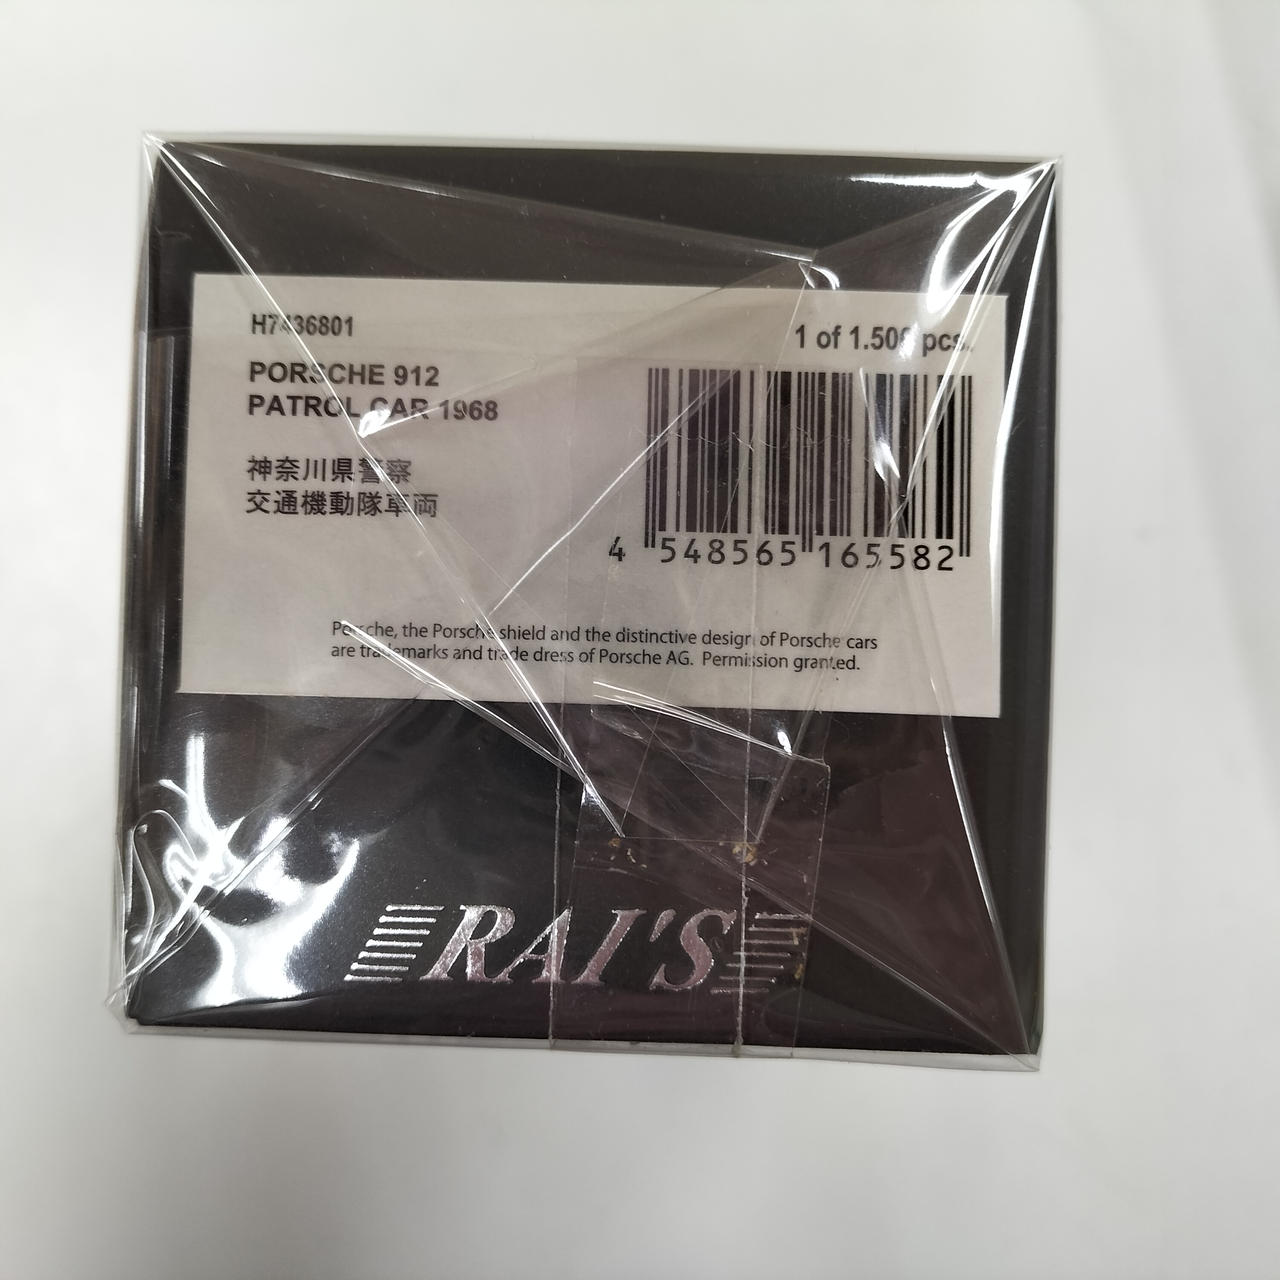 H7436801
1 of 1.500 pcs.
PORSCHE 912
PATROL CAR 1968
神奈川県警察
交通機動隊車両
4 548565 165582
Porsche, the Porsche shield and the distinctive design of Porsche cars
are trademarks and trade dress of Porsche AG. Permission granted.
RAI'S